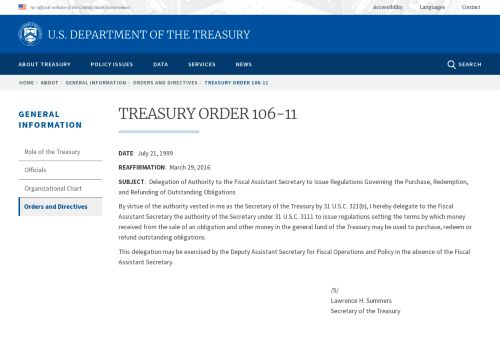 An official website of the United States Government
Accessibility Languages Contact
U.S. DEPARTMENT OF THE TREASURY
ABOUT TREASURY POLICY ISSUES DATA SERVICES NEWS SEARCH
HOME › ABOUT › GENERAL INFORMATION › ORDERS AND DIRECTIVES › TREASURY ORDER 106-11
GENERAL
INFORMATION
Role of the Treasury
Officials
Organizational Chart
Orders and Directives
TREASURY ORDER 106-11
DATE: July 21, 1999
REAFFIRMATION: March 29, 2016
SUBJECT: Delegation of Authority to the Fiscal Assistant Secretary to Issue Regulations Governing the Purchase, Redemption,
and Refunding of Outstanding Obligations
By virtue of the authority vested in me as the Secretary of the Treasury by 31 U.S.C. 321(b), I hereby delegate to the Fiscal
Assistant Secretary the authority of the Secretary under 31 U.S.C. 3111 to issue regulations setting the terms by which money
received from the sale of an obligation and other money in the general fund of the Treasury may be used to purchase, redeem or
refund outstanding obligations.
This delegation may be exercised by the Deputy Assistant Secretary for Fiscal Operations and Policy in the absence of the Fiscal
Assistant Secretary.
/S/
Lawrence H. Summers
Secretary of the Treasury